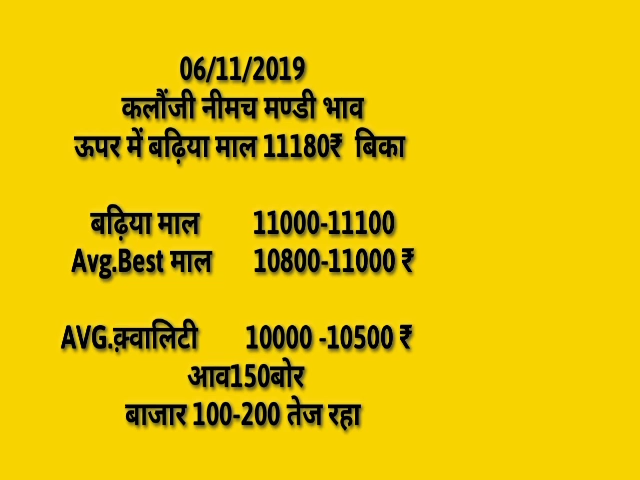 06/11/2019
कलौंजी नीमच मण्डी भाव
ऊपर में बढ़िया माल 11180₹ बिका
बढ़िया माल 11000-11100
Avg.Best माल 10800-11000 ₹
AVG.क़्वालिटी 10000 -10500 ₹
आव150बोर
बाजार 100-200 तेज रहा